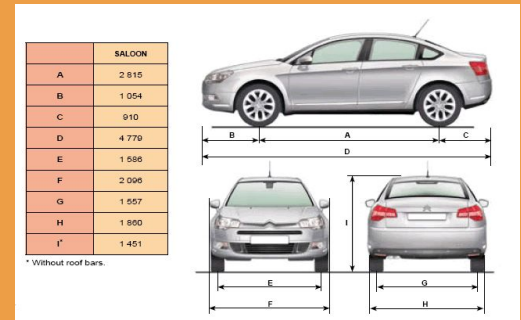 SALOON
A 2 815
B 1 054
C 910
D 4 779
E 1 586
F 2 096
G 1 557
H 1 860
I* 1 451
* Without roof bars.
B A C
D
I
E G
F H